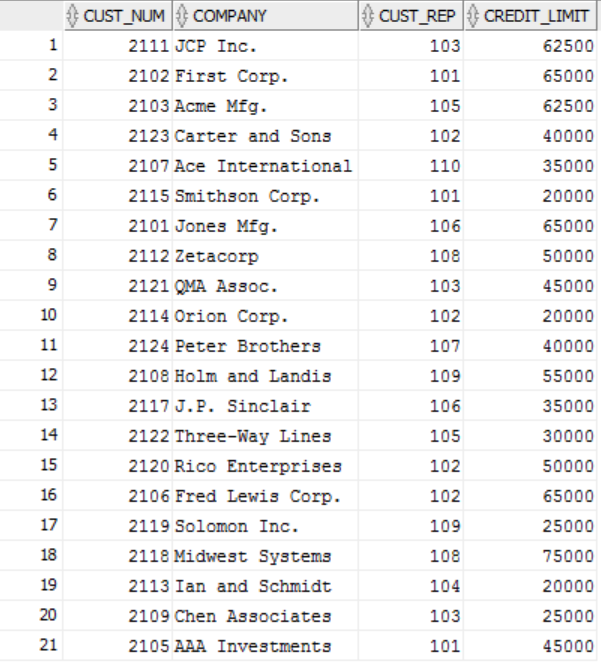 CUST_NUM COMPANY CUST_REP CREDIT_LIMIT
1 2111 JCP Inc. 103 62500
2 2102 First Corp. 101 65000
3 2103 Acme Mfg. 105 62500
4 2123 Carter and Sons 102 40000
5 2107 Ace International 110 35000
6 2115 Smithson Corp. 101 20000
7 2101 Jones Mfg. 106 65000
8 2112 Zetacorp 108 50000
9 2121 QMA Assoc. 103 45000
10 2114 Orion Corp. 102 20000
11 2124 Peter Brothers 107 40000
12 2108 Holm and Landis 109 55000
13 2117 J.P. Sinclair 106 35000
14 2122 Three-Way Lines 105 30000
15 2120 Rico Enterprises 102 50000
16 2106 Fred Lewis Corp. 102 65000
17 2119 Solomon Inc. 109 25000
18 2118 Midwest Systems 108 75000
19 2113 Ian and Schmidt 104 20000
20 2109 Chen Associates 103 25000
21 2105 AAA Investments 101 45000